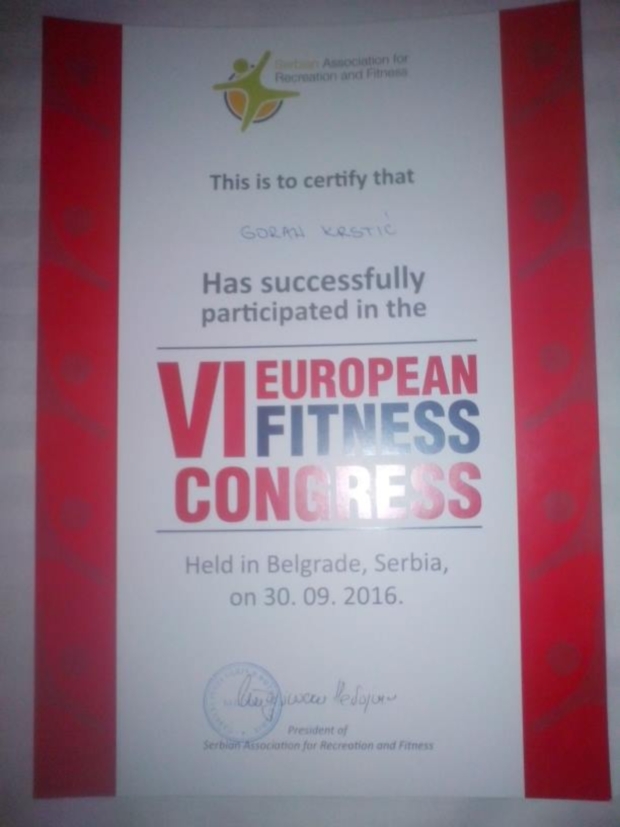 Serbian Association for
Recreation and Fitness
This is to certify that
GORAN KRSTIĆ
Has successfully
participated in the
VI EUROPEAN
FITNESS
CONGRESS
Held in Belgrade, Serbia,
on 30. 09. 2016.
President of
Serbian Association for Recreation and Fitness